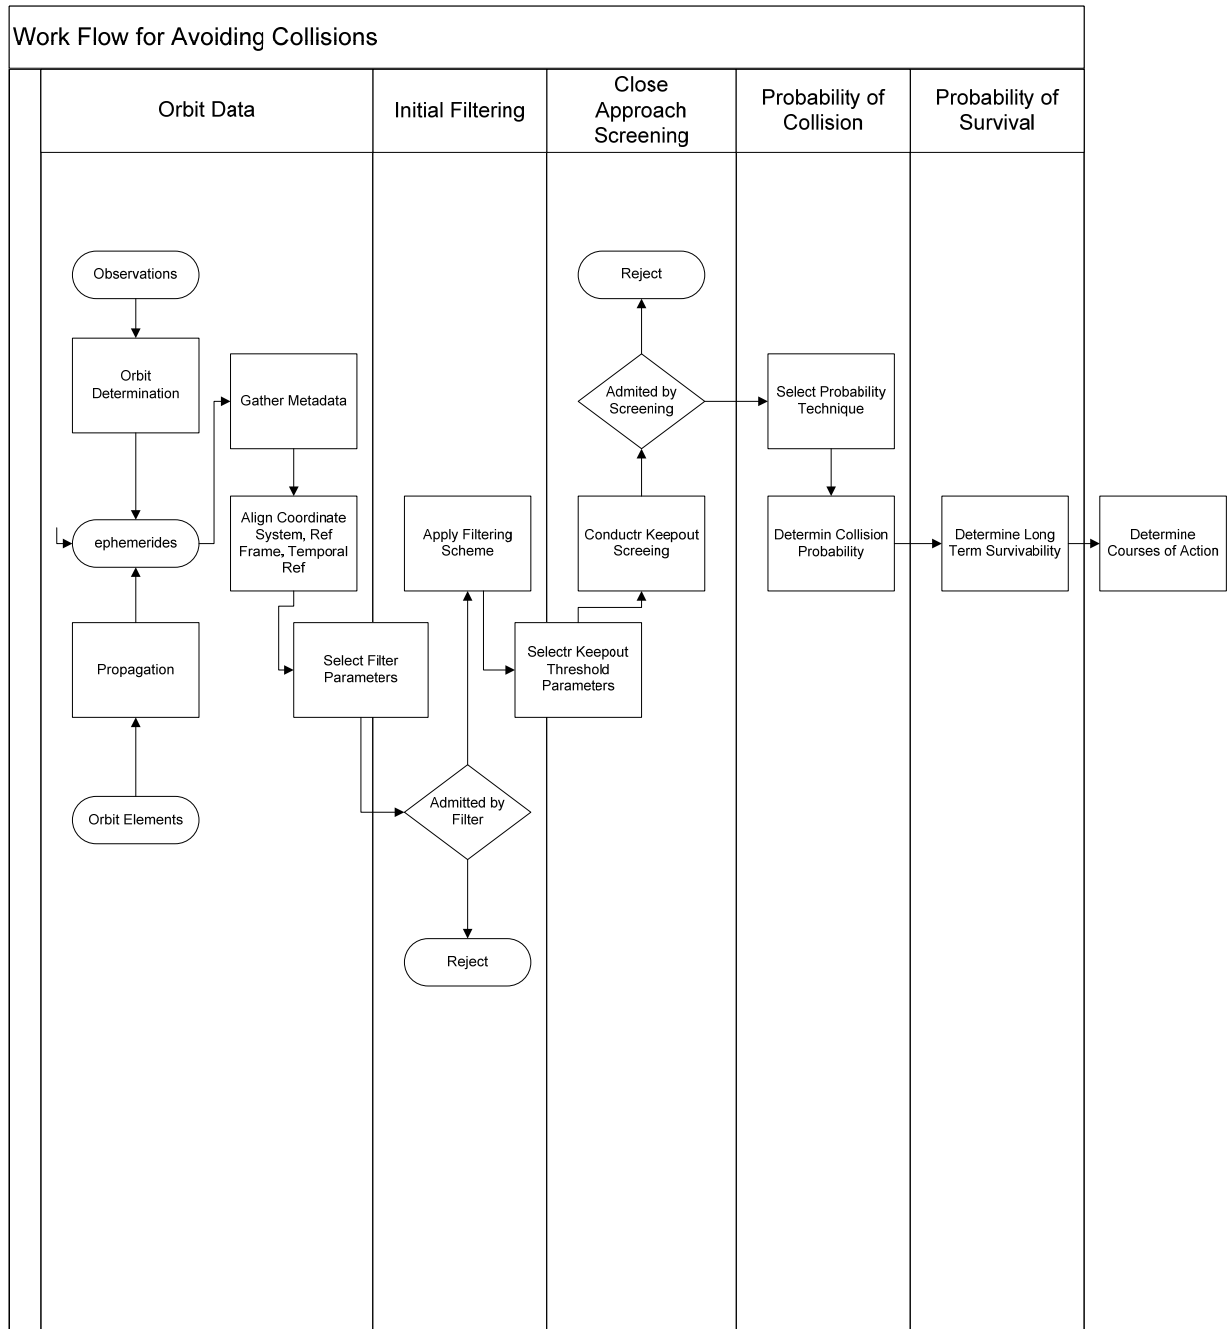 Work Flow for Avoiding Collisions
Orbit Data
Initial Filtering
Close
Approach
Screening
Probability of
Collision
Probability of
Survival
Observations
Orbit
Determination
ephemerides
Propagation
Orbit Elements
Gather Metadata
Align Coordinate
System, Ref
Frame, Temporal
Ref
Select Filter
Parameters
Apply Filtering
Scheme
Admitted by
Filter
Reject
Selectr Keepout
Threshold
Parameters
Reject
Admited by
Screening
Conductr Keepout
Screeing
Select Probability
Technique
Determin Collision
Probability
Determine Long
Term Survivability
Determine
Courses of Action